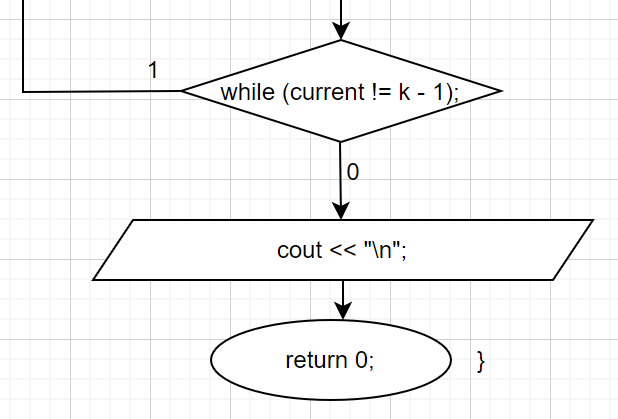 1
while (current != k - 1);
0
cout << "\n";
return 0;
}